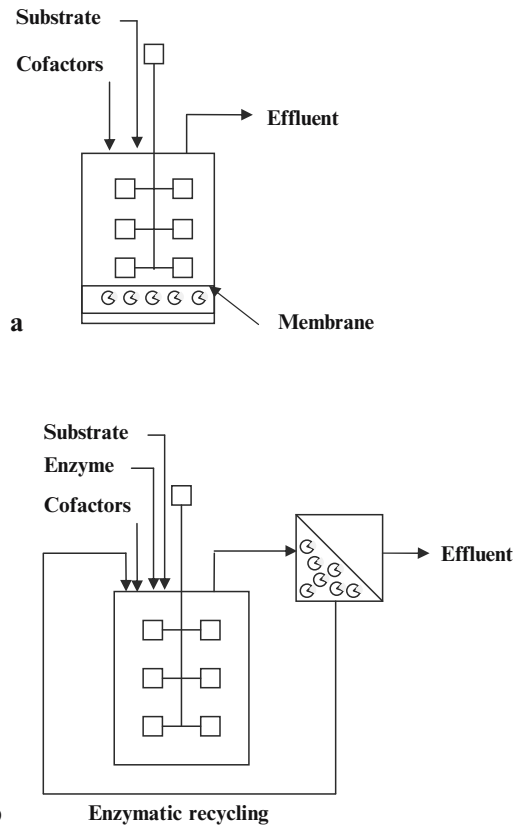 Substrate
Cofactors
Effluent
Membrane
a
Substrate
Enzyme
Cofactors
Effluent
Enzymatic recycling